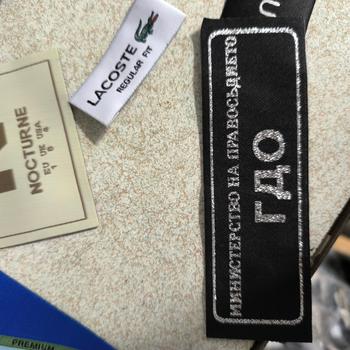 LACOSTE
REGULAR FIT
NOCTURNE
EU UK USA
МИНИСТЕРСТВО НА ПРАВОСЪДИЕТО
ГДО
PREMIUM